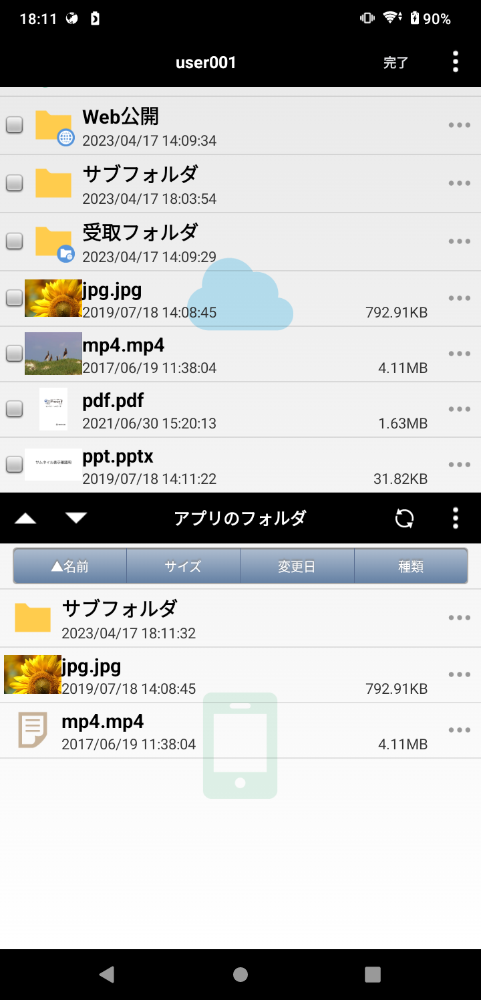 18:11
90%
user001
完了
Web公開
2023/04/17 14:09:34
サブフォルダ
2023/04/17 18:03:54
受取フォルダ
2023/04/17 14:09:29
jpg.jpg
2019/07/18 14:08:45 792.91KB
mp4.mp4
2017/06/19 11:38:04 4.11MB
Proself
pdf.pdf
2021/06/30 15:20:13 1.63MB
サムネイル表示確認用
ppt.pptx
2019/07/18 14:11:22 31.82KB
アプリのフォルダ
▲名前 サイズ 変更日 種類
サブフォルダ
2023/04/17 18:11:32
jpg.jpg
2019/07/18 14:08:45 792.91KB
mp4.mp4
2017/06/19 11:38:04 4.11MB